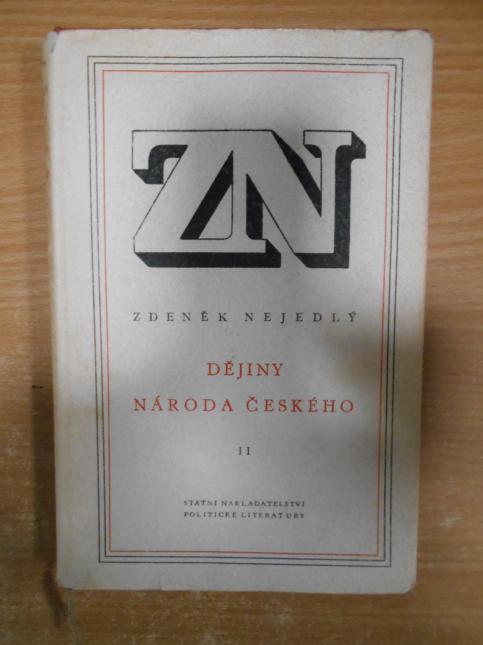 ZN
ZDENĚK NEJEDLÝ
DĚJINY
NÁRODA ČESKÉHO
II
STÁTNÍ NAKLADATELSTVÍ
POLITICKÉ LITERATURY